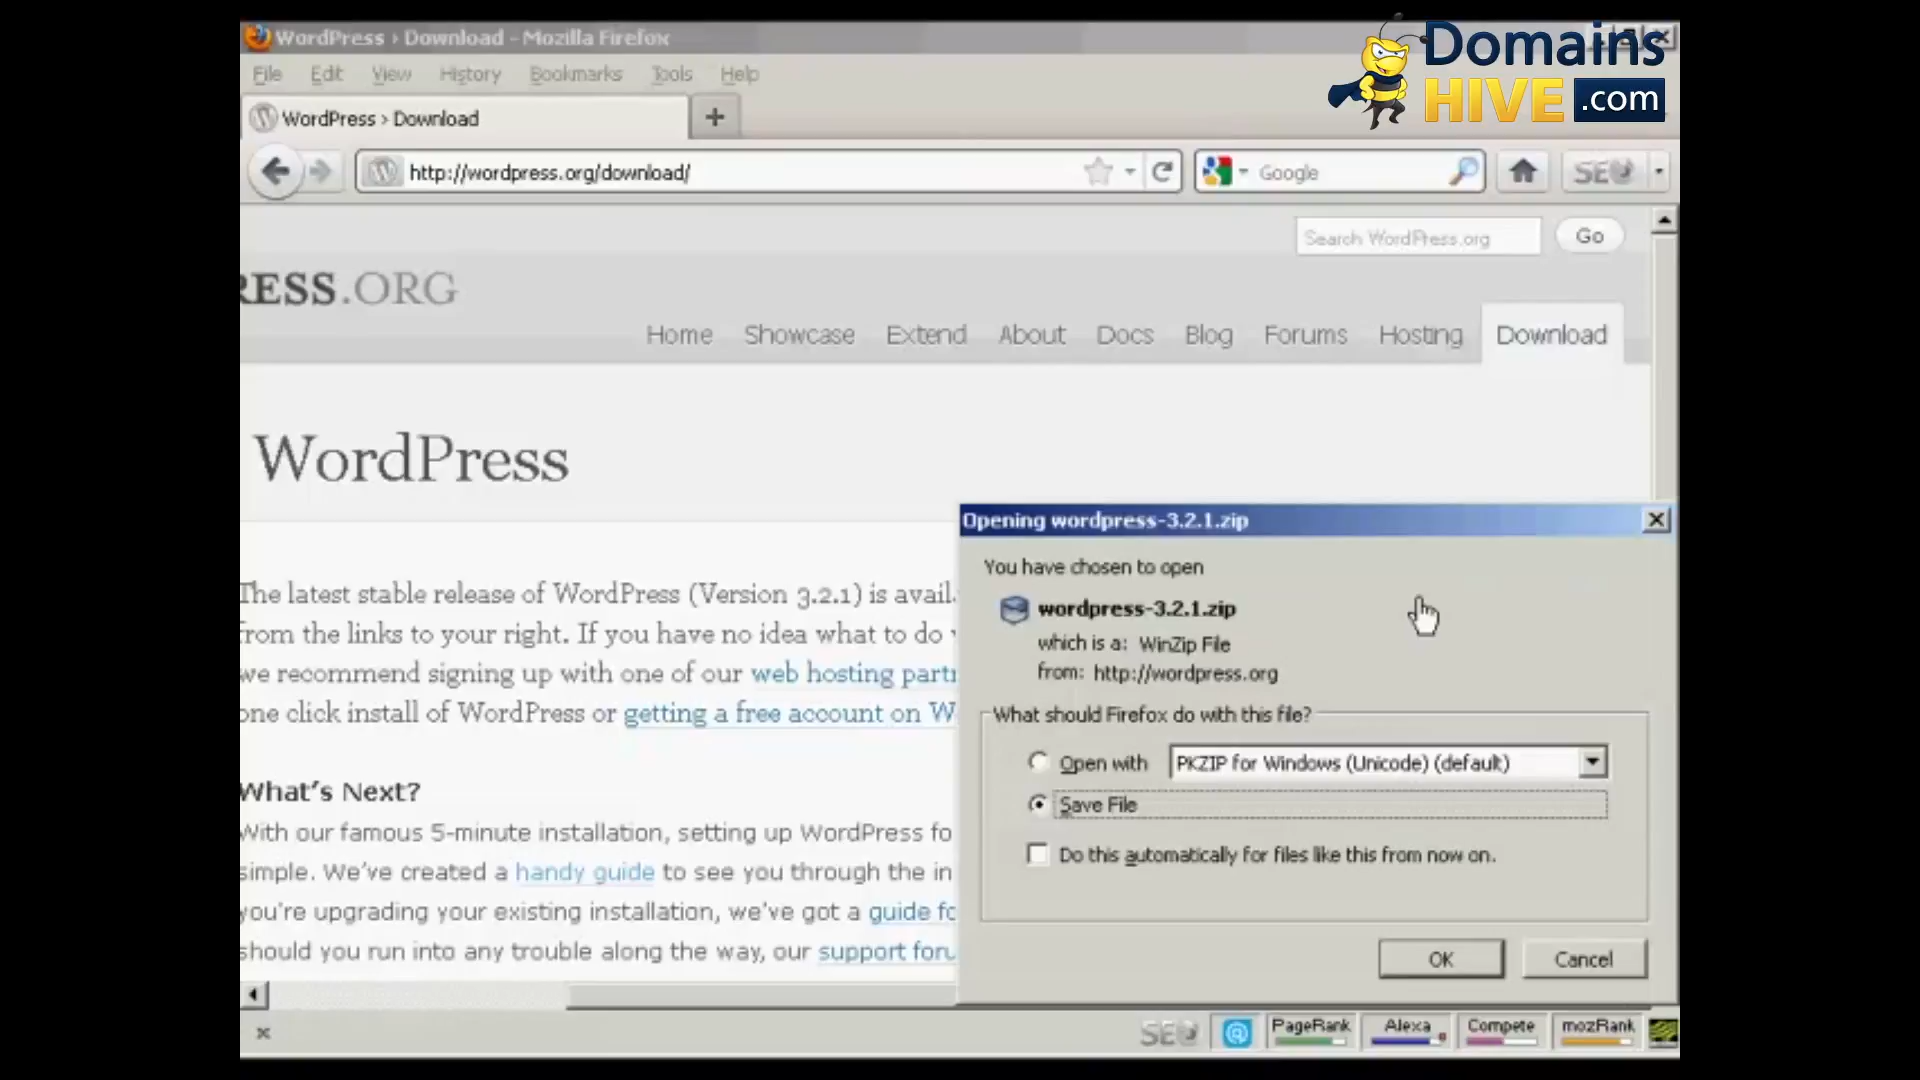 WordPress › Download - Mozilla Firefox
Domains
HIVE.com
File Edit View History Bookmarks Tools Help
WordPress › Download
+
http://wordpress.org/download/
Google
SEO
Search WordPress.org
Go
RESS.ORG
Home Showcase Extend About Docs Blog Forums Hosting Download
WordPress
The latest stable release of WordPress (Version 3.2.1) is avail
from the links to your right. If you have no idea what to do
we recommend signing up with one of our web hosting part
one click install of WordPress or getting a free account on W
What's Next?
With our famous 5-minute installation, setting up WordPress fo
simple. We've created a handy guide to see you through the in
you're upgrading your existing installation, we've got a guide fo
should you run into any trouble along the way, our support foru
Opening wordpress-3.2.1.zip
You have chosen to open
wordpress-3.2.1.zip
which is a: WinZip File
from: http://wordpress.org
What should Firefox do with this file?
Open with PKZIP for Windows (Unicode) (default)
Save File
Do this automatically for files like this from now on.
OK Cancel
SEO PageRank Alexa Compete mozRank